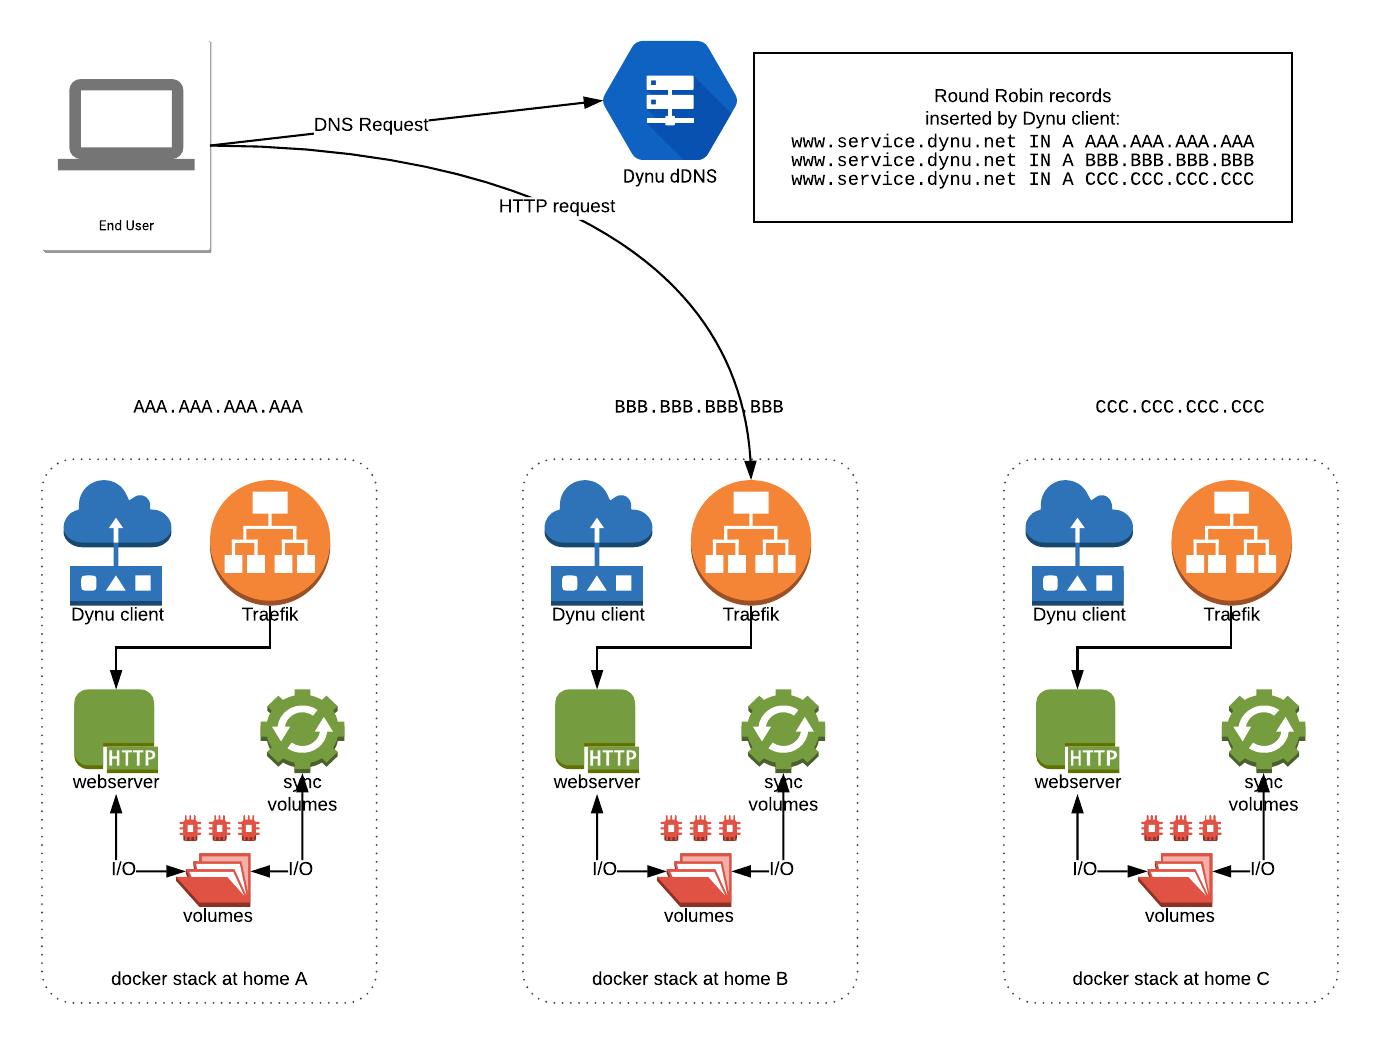 DNS Request
Dynu dDNS
Round Robin records
inserted by Dynu client:
www.service.dynu.net IN A AAA.AAA.AAA.AAA
www.service.dynu.net IN A BBB.BBB.BBB.BBB
www.service.dynu.net IN A CCC.CCC.CCC.CCC
End User
HTTP request
AAA.AAA.AAA.AAA
BBB.BBB.BBB.BBB
CCC.CCC.CCC.CCC
Dynu client
Traefik
HTTP
webserver
sync
volumes
I/O
I/O
volumes
docker stack at home A
Dynu client
Traefik
HTTP
webserver
sync
volumes
I/O
I/O
volumes
docker stack at home B
Dynu client
Traefik
HTTP
webserver
sync
volumes
I/O
I/O
volumes
docker stack at home C